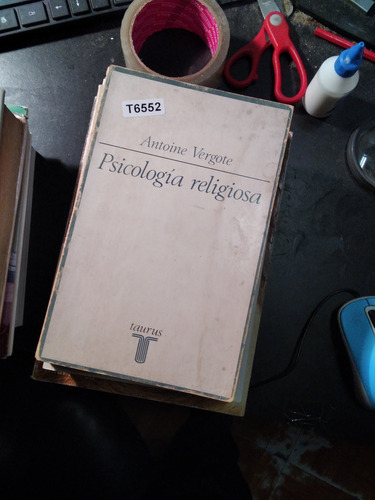 T6552
Antoine Vergote
Psicología religiosa
taurus